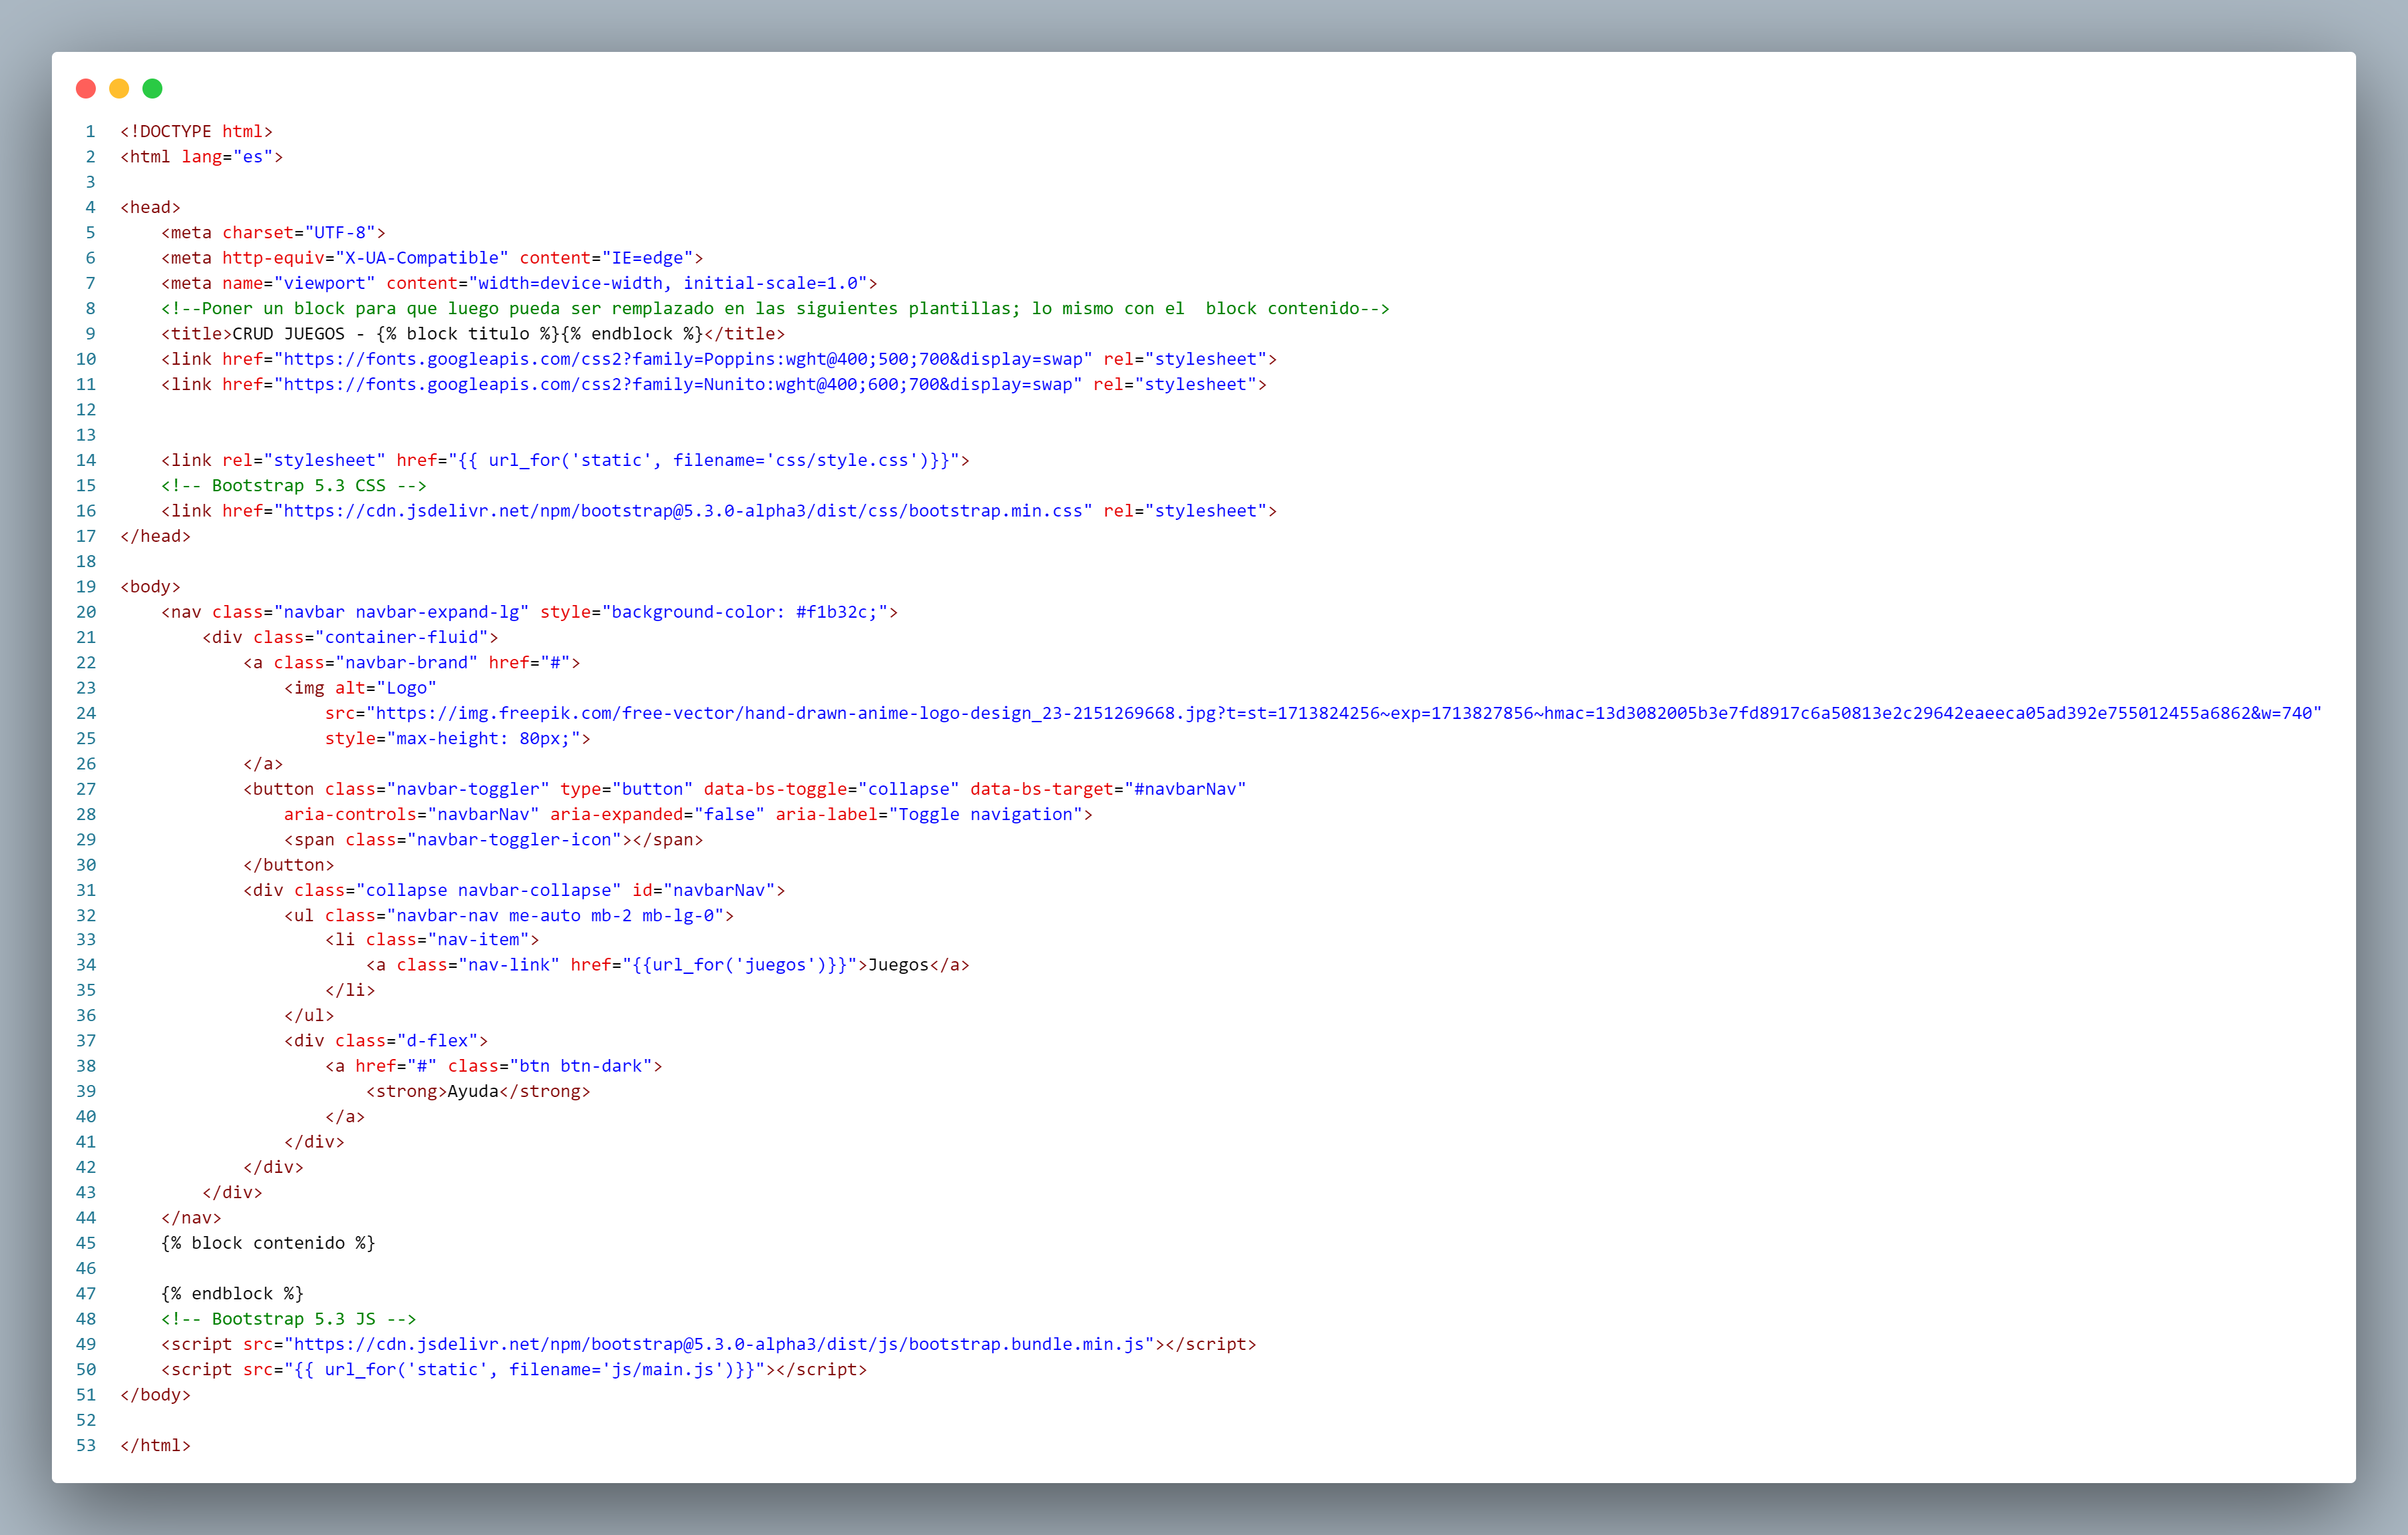 1 <!DOCTYPE html>
2 <html lang="es">
3
4 <head>
5     <meta charset="UTF-8">
6     <meta http-equiv="X-UA-Compatible" content="IE=edge">
7     <meta name="viewport" content="width=device-width, initial-scale=1.0">
8     <!--Poner un block para que luego pueda ser remplazado en las siguientes plantillas; lo mismo con el  block contenido-->
9     <title>CRUD JUEGOS - {% block titulo %}{% endblock %}</title>
10     <link href="https://fonts.googleapis.com/css2?family=Poppins:wght@400;500;700&display=swap" rel="stylesheet">
11     <link href="https://fonts.googleapis.com/css2?family=Nunito:wght@400;600;700&display=swap" rel="stylesheet">
12
13
14     <link rel="stylesheet" href="{{ url_for('static', filename='css/style.css')}}">
15     <!-- Bootstrap 5.3 CSS -->
16     <link href="https://cdn.jsdelivr.net/npm/bootstrap@5.3.0-alpha3/dist/css/bootstrap.min.css" rel="stylesheet">
17 </head>
18
19 <body>
20     <nav class="navbar navbar-expand-lg" style="background-color: #f1b32c;">
21         <div class="container-fluid">
22             <a class="navbar-brand" href="#">
23                 <img alt="Logo"
24                     src="https://img.freepik.com/free-vector/hand-drawn-anime-logo-design_23-2151269668.jpg?t=st=1713824256~exp=1713827856~hmac=13d3082005b3e7fd8917c6a50813e2c29642eaeeca05ad392e755012455a6862&w=740"
25                     style="max-height: 80px;">
26             </a>
27             <button class="navbar-toggler" type="button" data-bs-toggle="collapse" data-bs-target="#navbarNav"
28                 aria-controls="navbarNav" aria-expanded="false" aria-label="Toggle navigation">
29                 <span class="navbar-toggler-icon"></span>
30             </button>
31             <div class="collapse navbar-collapse" id="navbarNav">
32                 <ul class="navbar-nav me-auto mb-2 mb-lg-0">
33                     <li class="nav-item">
34                         <a class="nav-link" href="{{url_for('juegos')}}">Juegos</a>
35                     </li>
36                 </ul>
37                 <div class="d-flex">
38                     <a href="#" class="btn btn-dark">
39                         <strong>Ayuda</strong>
40                     </a>
41                 </div>
42             </div>
43         </div>
44     </nav>
45     {% block contenido %}
46
47     {% endblock %}
48     <!-- Bootstrap 5.3 JS -->
49     <script src="https://cdn.jsdelivr.net/npm/bootstrap@5.3.0-alpha3/dist/js/bootstrap.bundle.min.js"></script>
50     <script src="{{ url_for('static', filename='js/main.js')}}"></script>
51 </body>
52
53 </html>